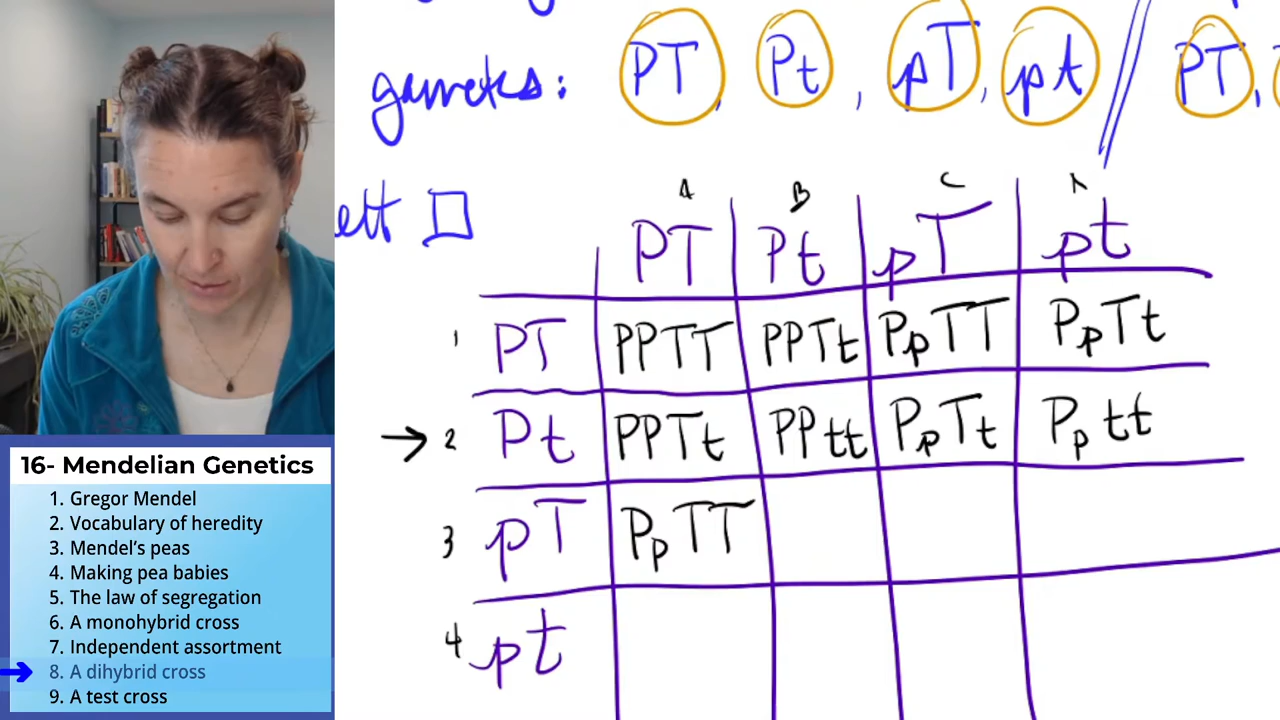 gametes: PT, Pt, pT, pt // PT,
ett □
A B C
PT Pt pT pt
1 PT PPTT PPTt PpTT PpTt
→ 2 Pt PPTt PPtt PpTt Pptt
3 pT PpTT
4 pt
16- Mendelian Genetics
1. Gregor Mendel
2. Vocabulary of heredity
3. Mendel's peas
4. Making pea babies
5. The law of segregation
6. A monohybrid cross
7. Independent assortment
8. A dihybrid cross
9. A test cross